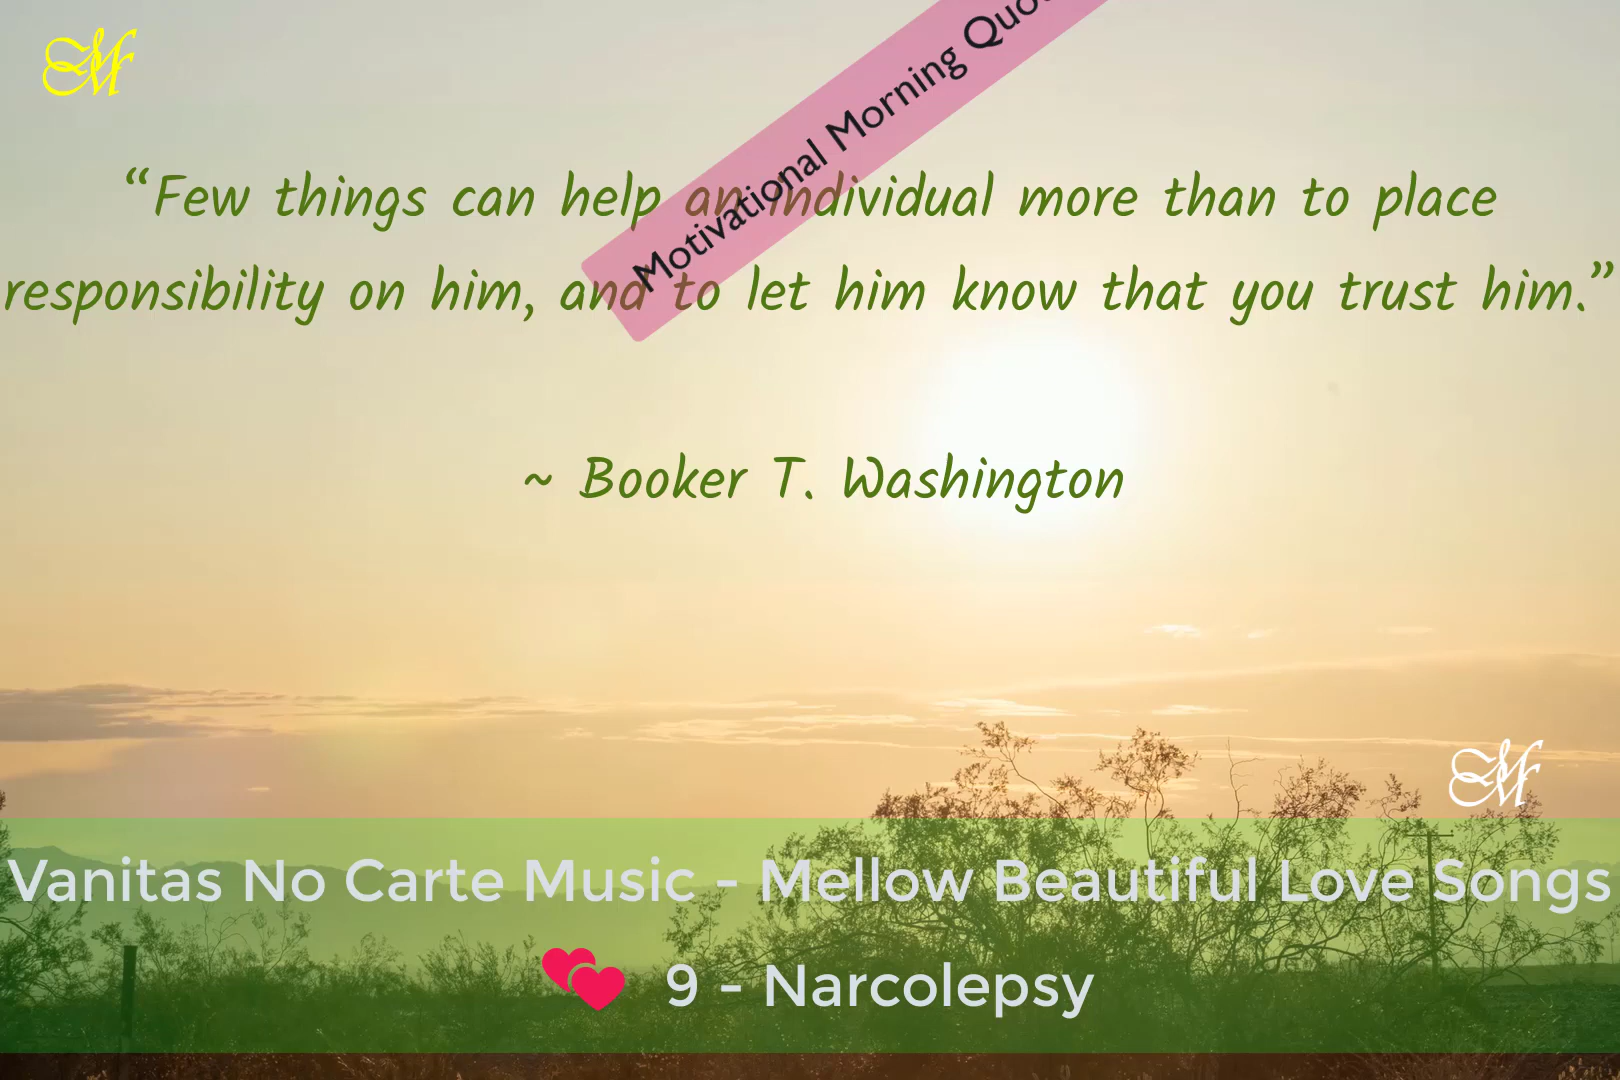 Motivational Morning
“Few things can help an individual more than to place
responsibility on him, and to let him know that you trust him.”
~ Booker T. Washington
Vanitas No Carte Music - Mellow Beautiful Love Songs
9 - Narcolepsy